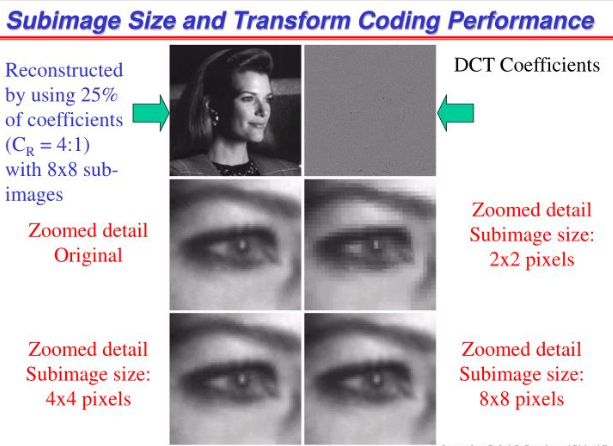 Subimage Size and Transform Coding Performance
Reconstructed
by using 25%
of coefficients
(CR = 4:1)
with 8x8 sub-
images
DCT Coefficients
Zoomed detail
Original
Zoomed detail
Subimage size:
2x2 pixels
Zoomed detail
Subimage size:
4x4 pixels
Zoomed detail
Subimage size:
8x8 pixels